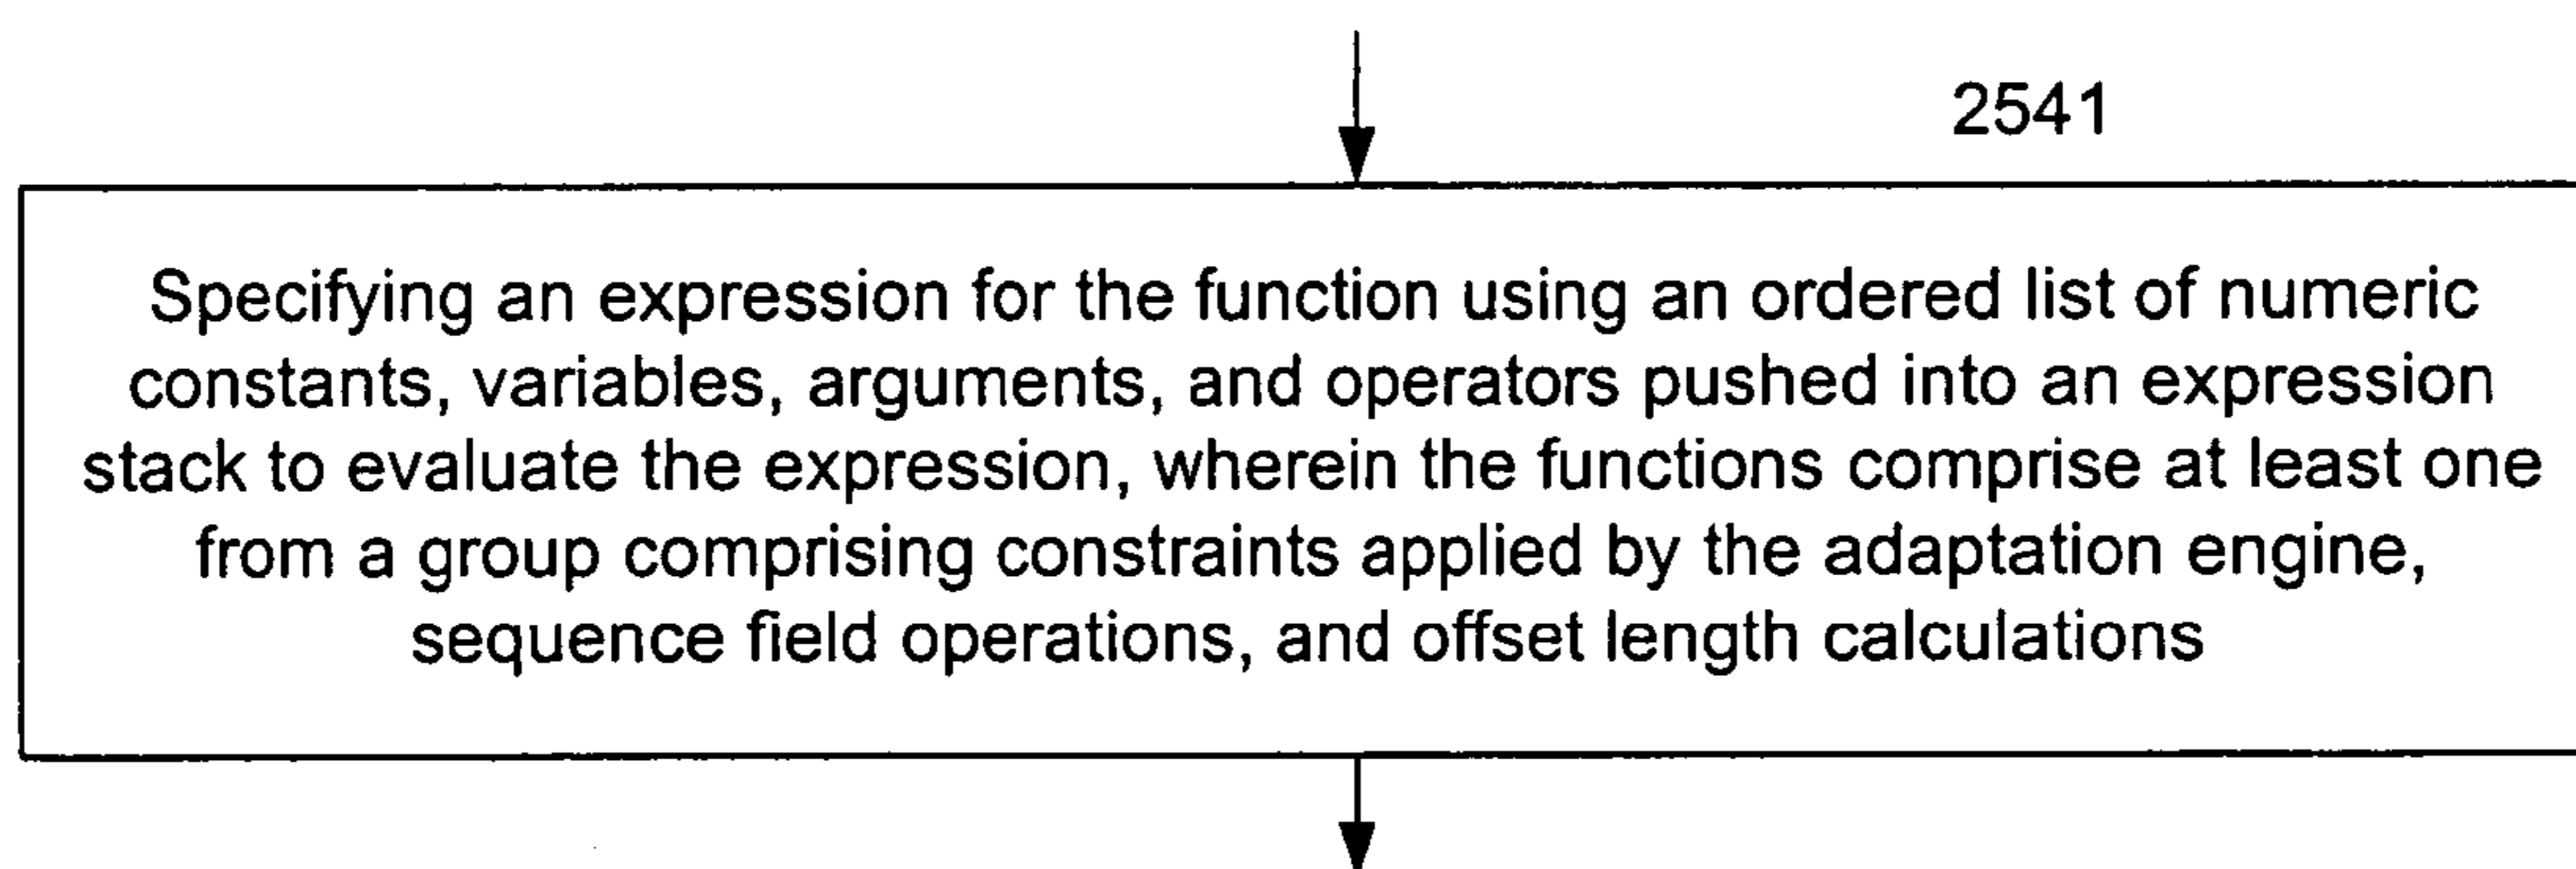 2541
Specifying an expression for the function using an ordered list of numeric
constants, variables, arguments, and operators pushed into an expression
stack to evaluate the expression, wherein the functions comprise at least one
from a group comprising constraints applied by the adaptation engine,
sequence field operations, and offset length calculations